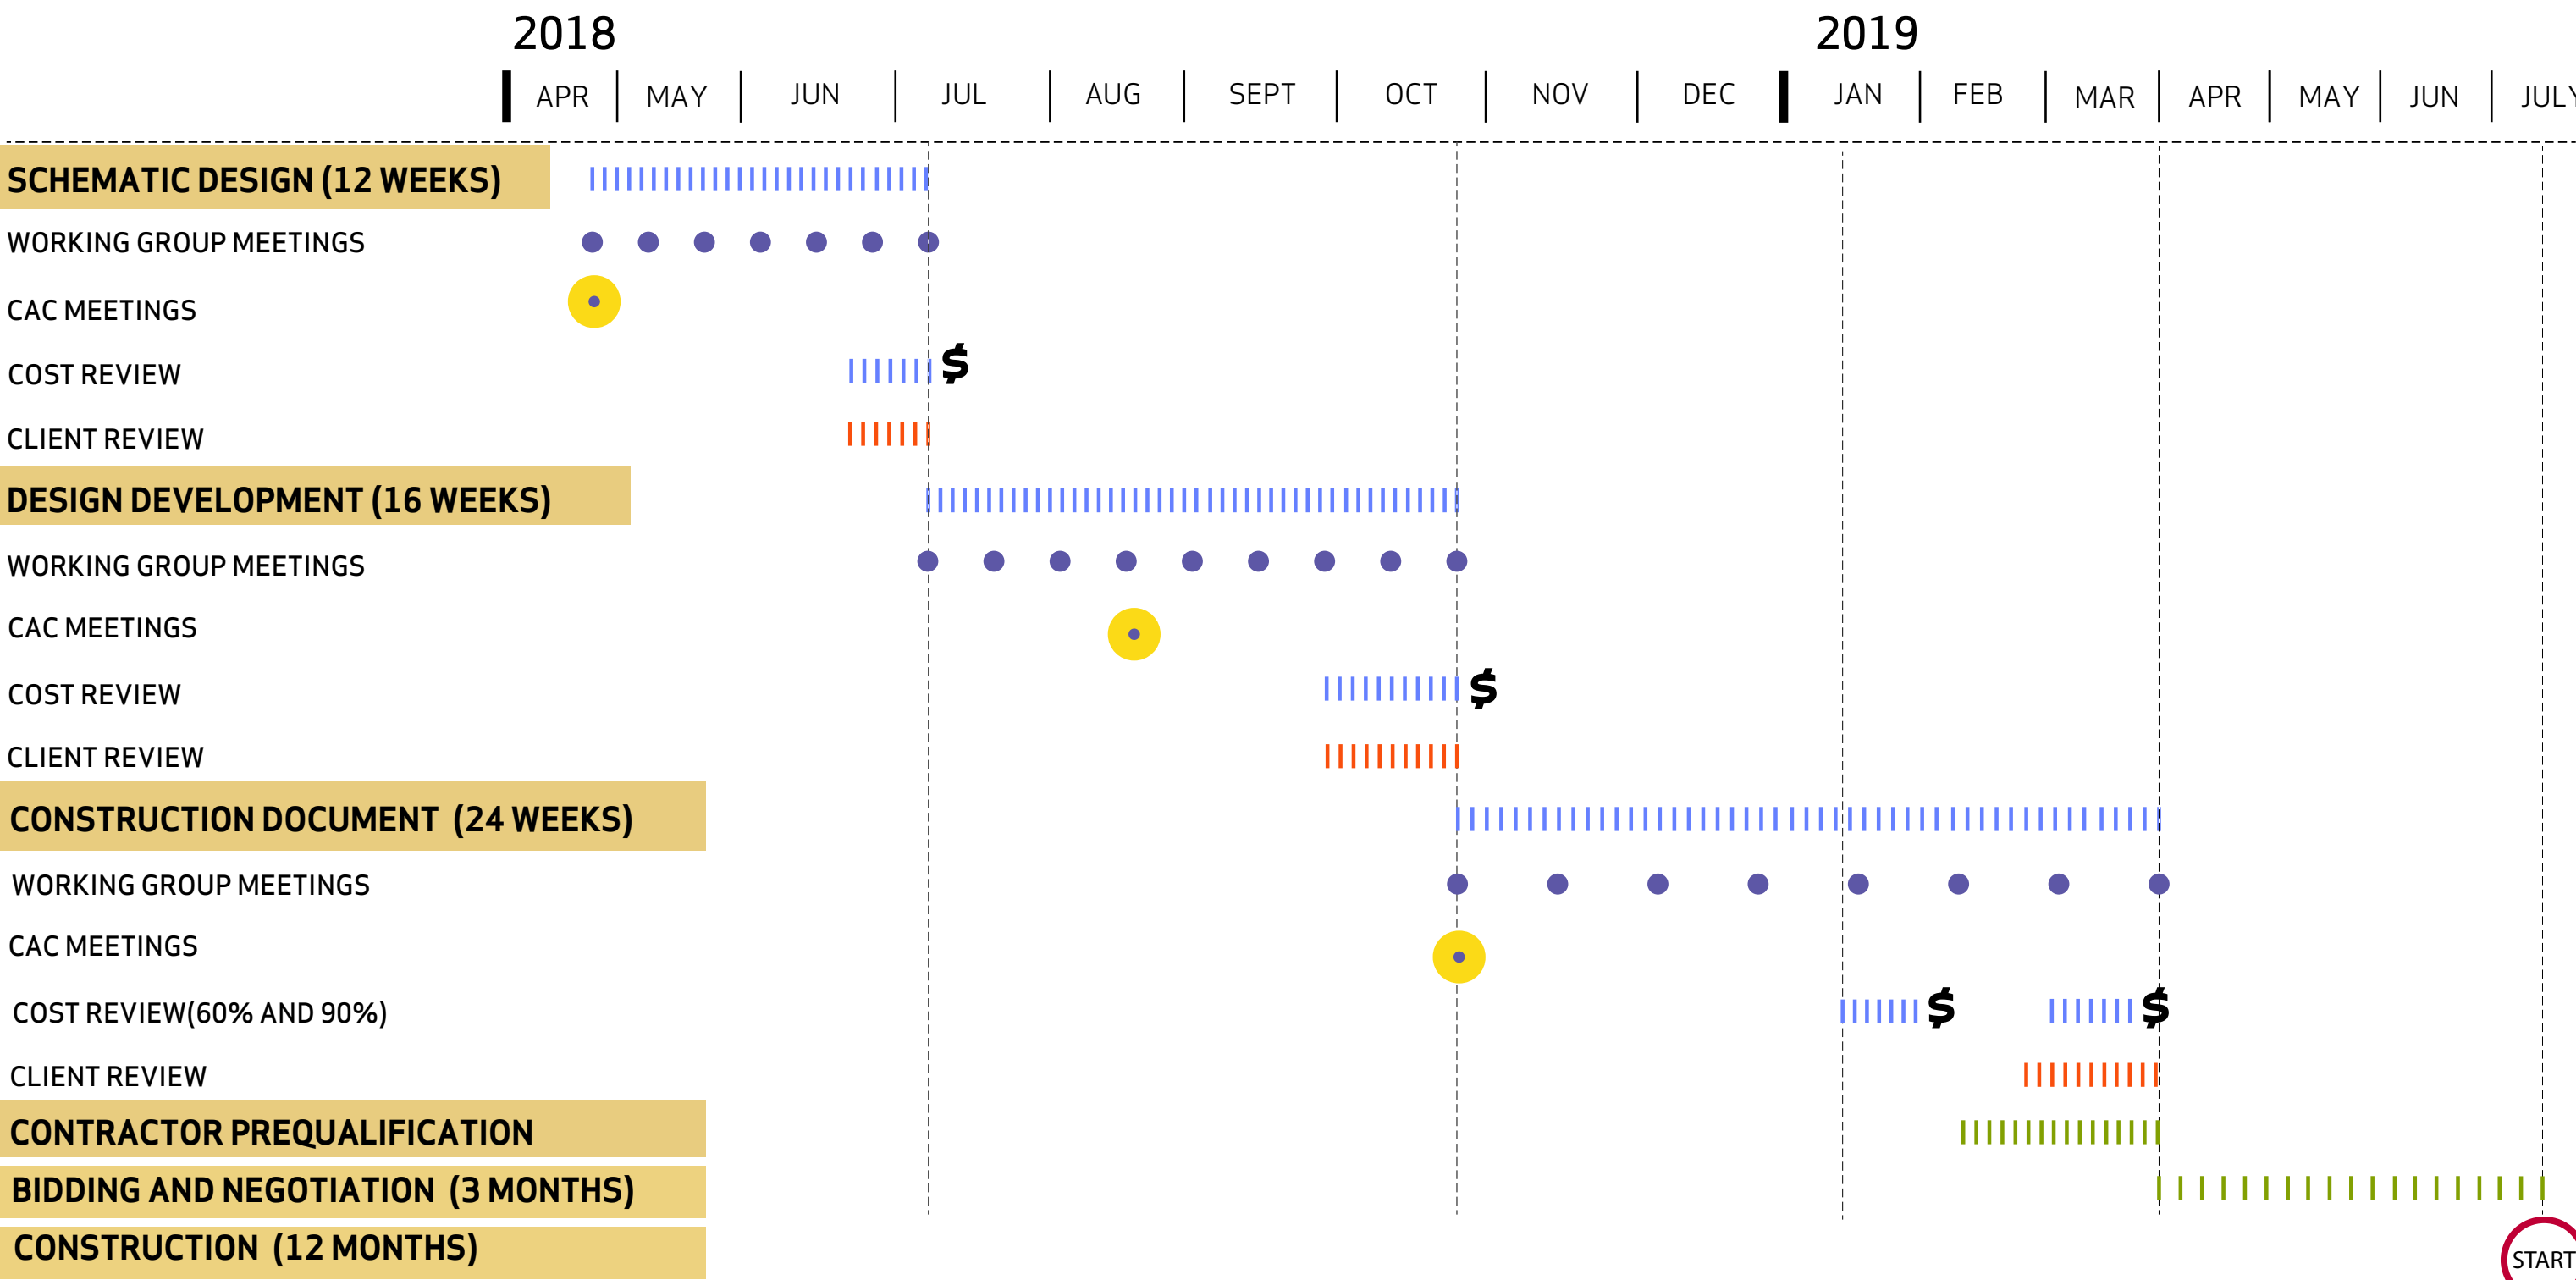 2018 2019
APR MAY JUN JUL AUG SEPT OCT NOV DEC JAN FEB MAR APR MAY JUN JULY
SCHEMATIC DESIGN (12 WEEKS)
WORKING GROUP MEETINGS
CAC MEETINGS
COST REVIEW $
CLIENT REVIEW
DESIGN DEVELOPMENT (16 WEEKS)
WORKING GROUP MEETINGS
CAC MEETINGS
COST REVIEW $
CLIENT REVIEW
CONSTRUCTION DOCUMENT (24 WEEKS)
WORKING GROUP MEETINGS
CAC MEETINGS
COST REVIEW(60% AND 90%) $ $
CLIENT REVIEW
CONTRACTOR PREQUALIFICATION
BIDDING AND NEGOTIATION (3 MONTHS)
CONSTRUCTION (12 MONTHS) START